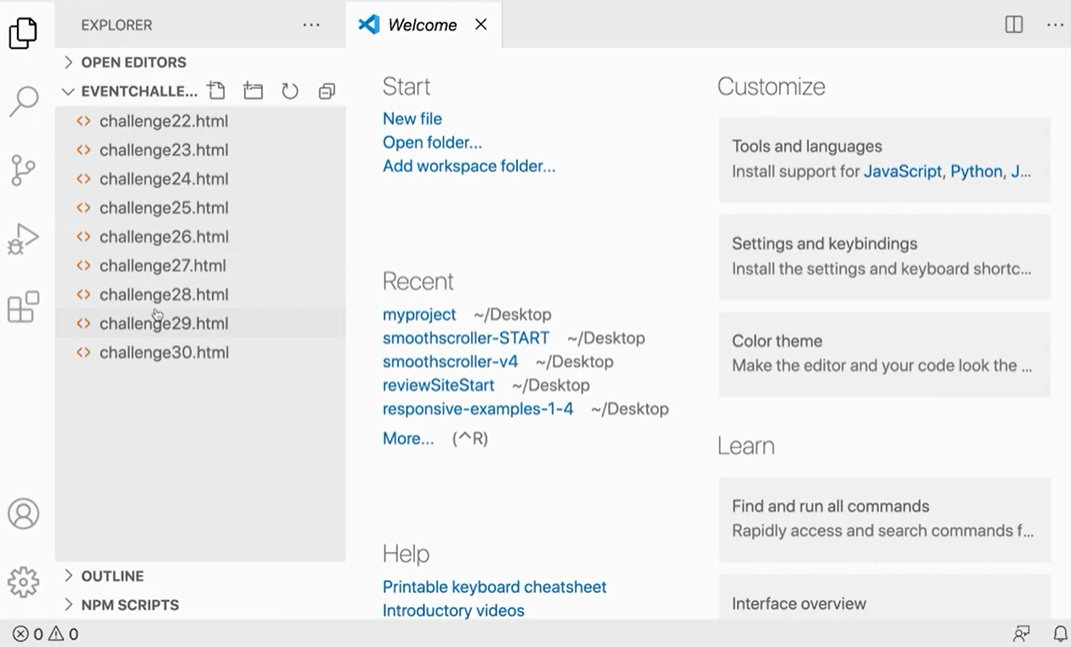 EXPLORER
Welcome
OPEN EDITORS
EVENTCHALLE...
challenge22.html
challenge23.html
challenge24.html
challenge25.html
challenge26.html
challenge27.html
challenge28.html
challenge29.html
challenge30.html
OUTLINE
NPM SCRIPTS
Start
New file
Open folder...
Add workspace folder...
Recent
myproject ~/Desktop
smoothscroller-START ~/Desktop
smoothscroller-v4 ~/Desktop
reviewSiteStart ~/Desktop
responsive-examples-1-4 ~/Desktop
More... (^R)
Help
Printable keyboard cheatsheet
Introductory videos
Customize
Tools and languages
Install support for JavaScript, Python, J...
Settings and keybindings
Install the settings and keyboard shortc...
Color theme
Make the editor and your code look the ...
Learn
Find and run all commands
Rapidly access and search commands f...
Interface overview
0 0